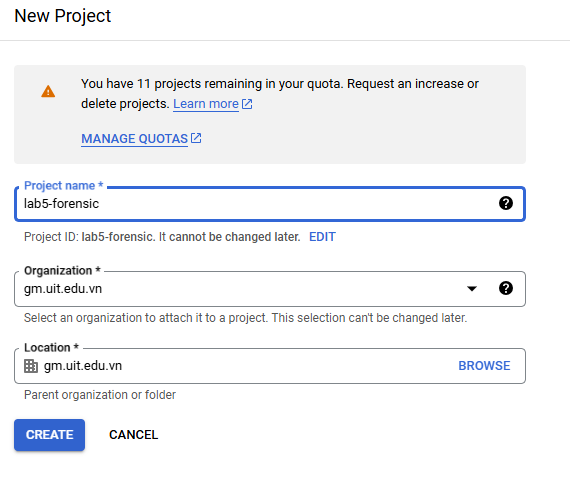 New Project
You have 11 projects remaining in your quota. Request an increase or
delete projects. Learn more
MANAGE QUOTAS
Project name *
lab5-forensic
Project ID: lab5-forensic. It cannot be changed later. EDIT
Organization *
gm.uit.edu.vn
Select an organization to attach it to a project. This selection can't be changed later.
Location *
gm.uit.edu.vn BROWSE
Parent organization or folder
CREATE CANCEL